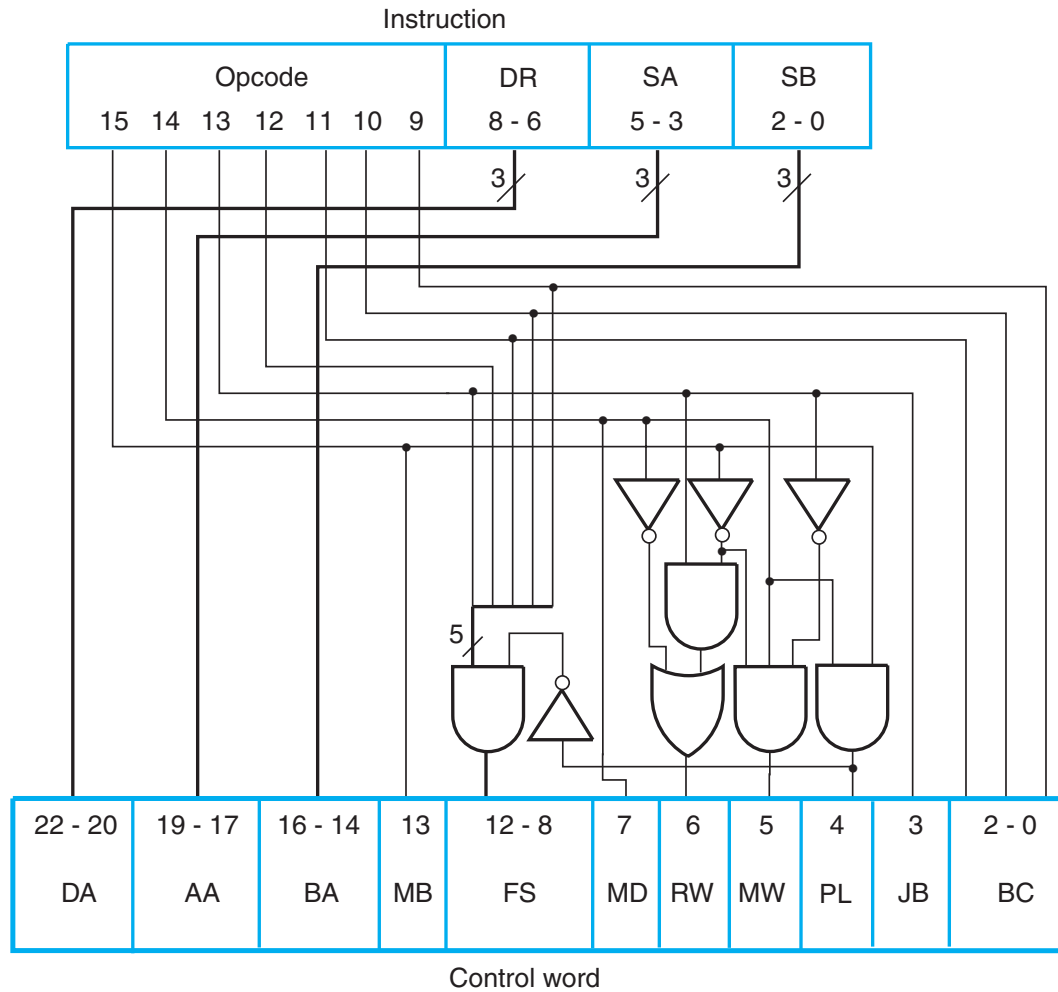 Instruction
Opcode DR SA SB
15 14 13 12 11 10 9 8 - 6 5 - 3 2 - 0
3 3 3
5
22 - 20 19 - 17 16 - 14 13 12 - 8 7 6 5 4 3 2 - 0
DA AA BA MB FS MD RW MW PL JB BC
Control word